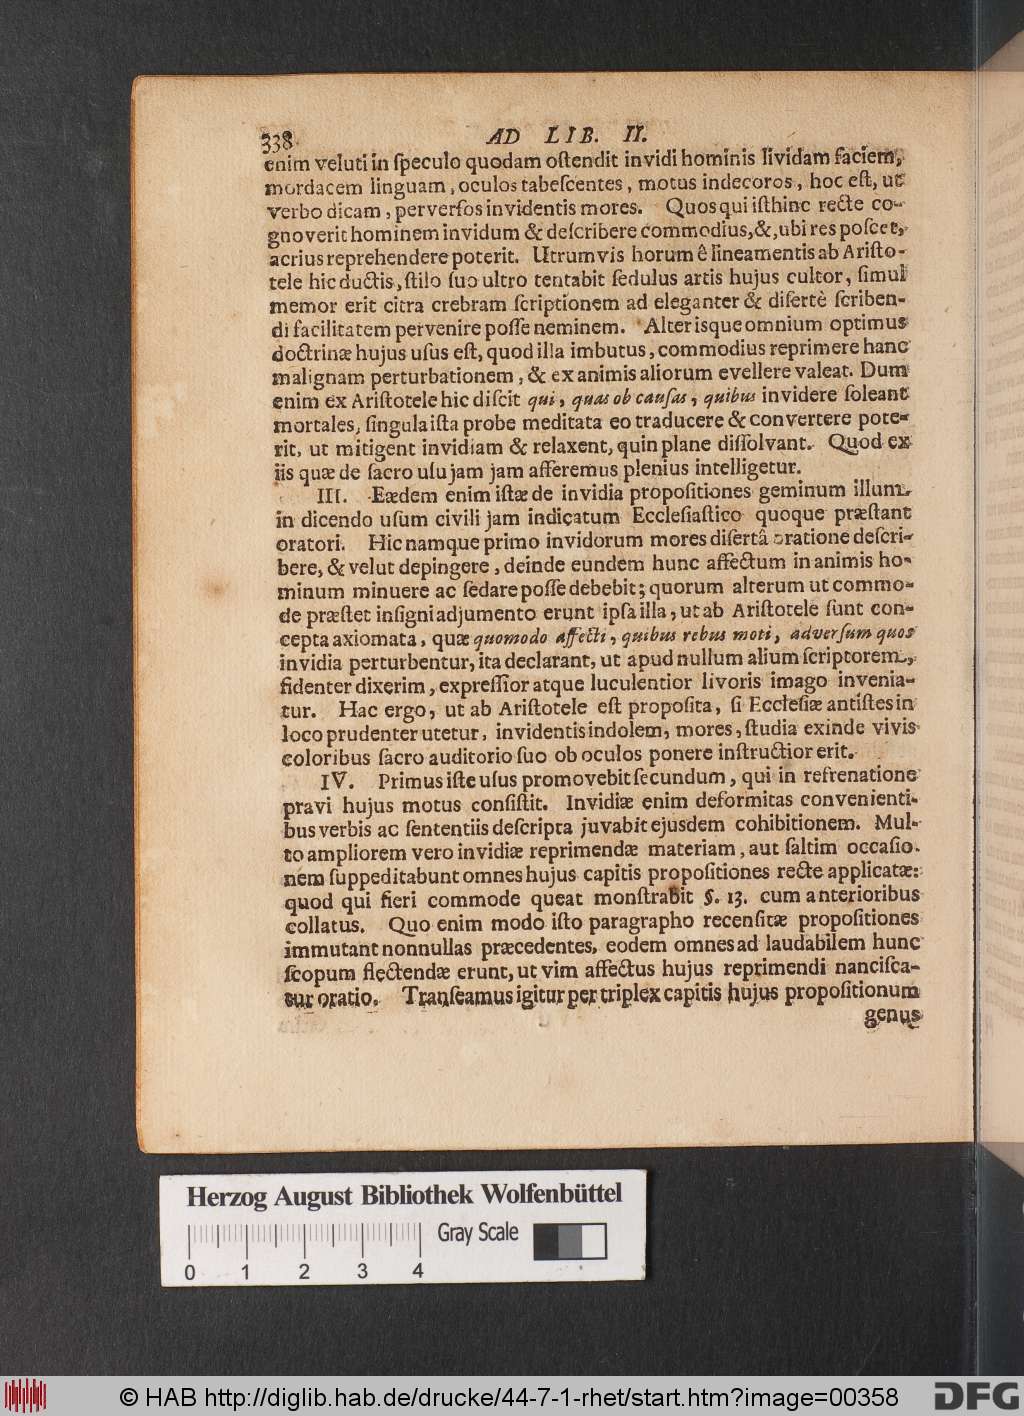 338 AD LIB. II.
enim veluti in ſpeculo quodam oſtendit invidi hominis lividam faciem,
mordacem linguam, oculos tabeſcentes, motus indecoros, hoc eſt, ut
verbo dicam, perverſos invidentis mores. Quos qui iſthinc recte co-
gnoverit hominem invidum & deſcribere commodius, &, ubi res poſcet,
acrius reprehendere poterit. Utrumvis horum ê lineamentis ab Ariſto-
tele hic ductis, ſtilo ſuo ultro tentabit ſedulus artis hujus cultor, ſimul
memor erit citra crebram ſcriptionem ad eleganter & diſertè ſcriben-
di facilitatem pervenire poſſe neminem. Alter isque omnium optimus
doctrinæ hujus uſus eſt, quod illa imbutus, commodius reprimere hanc
malignam perturbationem, & ex animis aliorum evellere valeat. Dum
enim ex Ariſtotele hic diſcit qui, quas ob cauſas, quibus invidere ſoleant
mortales, ſingula iſta probe meditata eo traducere & convertere pote-
rit, ut mitigent invidiam & relaxent, quin plane diſſolvant. Quod ex
iis quæ de ſacro uſu jam jam afferemus plenius intelligetur.
III. Eædem enim iſtæ de invidia propoſitiones geminum illum
in dicendo uſum civili jam indicatum Eccleſiaſtico quoque præſtant
oratori. Hic namque primo invidorum mores diſertâ oratione deſcri-
bere, & velut depingere, deinde eundem hunc affectum in animis ho-
minum minuere ac ſedare poſſe debebit; quorum alterum ut commo-
de præſtet inſigni adjumento erunt ipſa illa, ut ab Ariſtotele ſunt con-
cepta axiomata, quæ quomodo affecti, quibus rebus moti, adverſum quos
invidia perturbentur, ita declarant, ut apud nullum alium ſcriptorem,
fidenter dixerim, expreſſior atque luculentior livoris imago invenia-
tur. Hac ergo, ut ab Ariſtotele eſt propoſita, ſi Eccleſiæ antiſtes in
loco prudenter utetur, invidentis indolem, mores, ſtudia exinde vivis
coloribus ſacro auditorio ſuo ob oculos ponere inſtructior erit.
IV. Primus iſte uſus promovebit ſecundum, qui in refrenatione
pravi hujus motus conſiſtit. Invidiæ enim deformitas convenienti-
bus verbis ac ſententiis deſcripta juvabit ejusdem cohibitionem. Mul-
to ampliorem vero invidiæ reprimendæ materiam, aut ſaltim occaſio-
nem ſuppeditabunt omnes hujus capitis propoſitiones recte applicatæ:
quod qui fieri commode queat monſtrabit §. 13. cum anterioribus
collatus. Quo enim modo iſto paragrapho recenſitæ propoſitiones
immutant nonnullas præcedentes, eodem omnes ad laudabilem hunc
ſcopum flectendæ erunt, ut vim affectus hujus reprimendi nanciſca-
tur oratio. Tranſeamus igitur per triplex capitis hujus propoſitionum
genus
Herzog August Bibliothek Wolfenbüttel
Gray Scale
0 1 2 3 4
© HAB http://diglib.hab.de/drucke/44-7-1-rhet/start.htm?image=00358
DFG